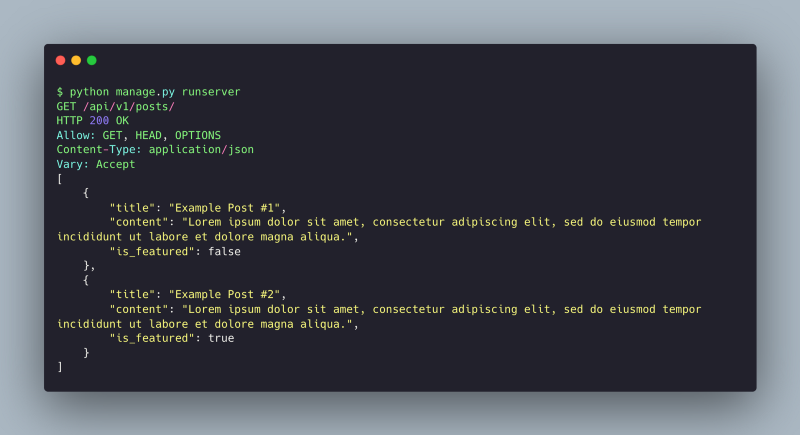 $ python manage.py runserver
GET /api/v1/posts/
HTTP 200 OK
Allow: GET, HEAD, OPTIONS
Content-Type: application/json
Vary: Accept
[
    {
        "title": "Example Post #1",
        "content": "Lorem ipsum dolor sit amet, consectetur adipiscing elit, sed do eiusmod tempor
incididunt ut labore et dolore magna aliqua.",
        "is_featured": false
    },
    {
        "title": "Example Post #2",
        "content": "Lorem ipsum dolor sit amet, consectetur adipiscing elit, sed do eiusmod tempor
incididunt ut labore et dolore magna aliqua.",
        "is_featured": true
    }
]